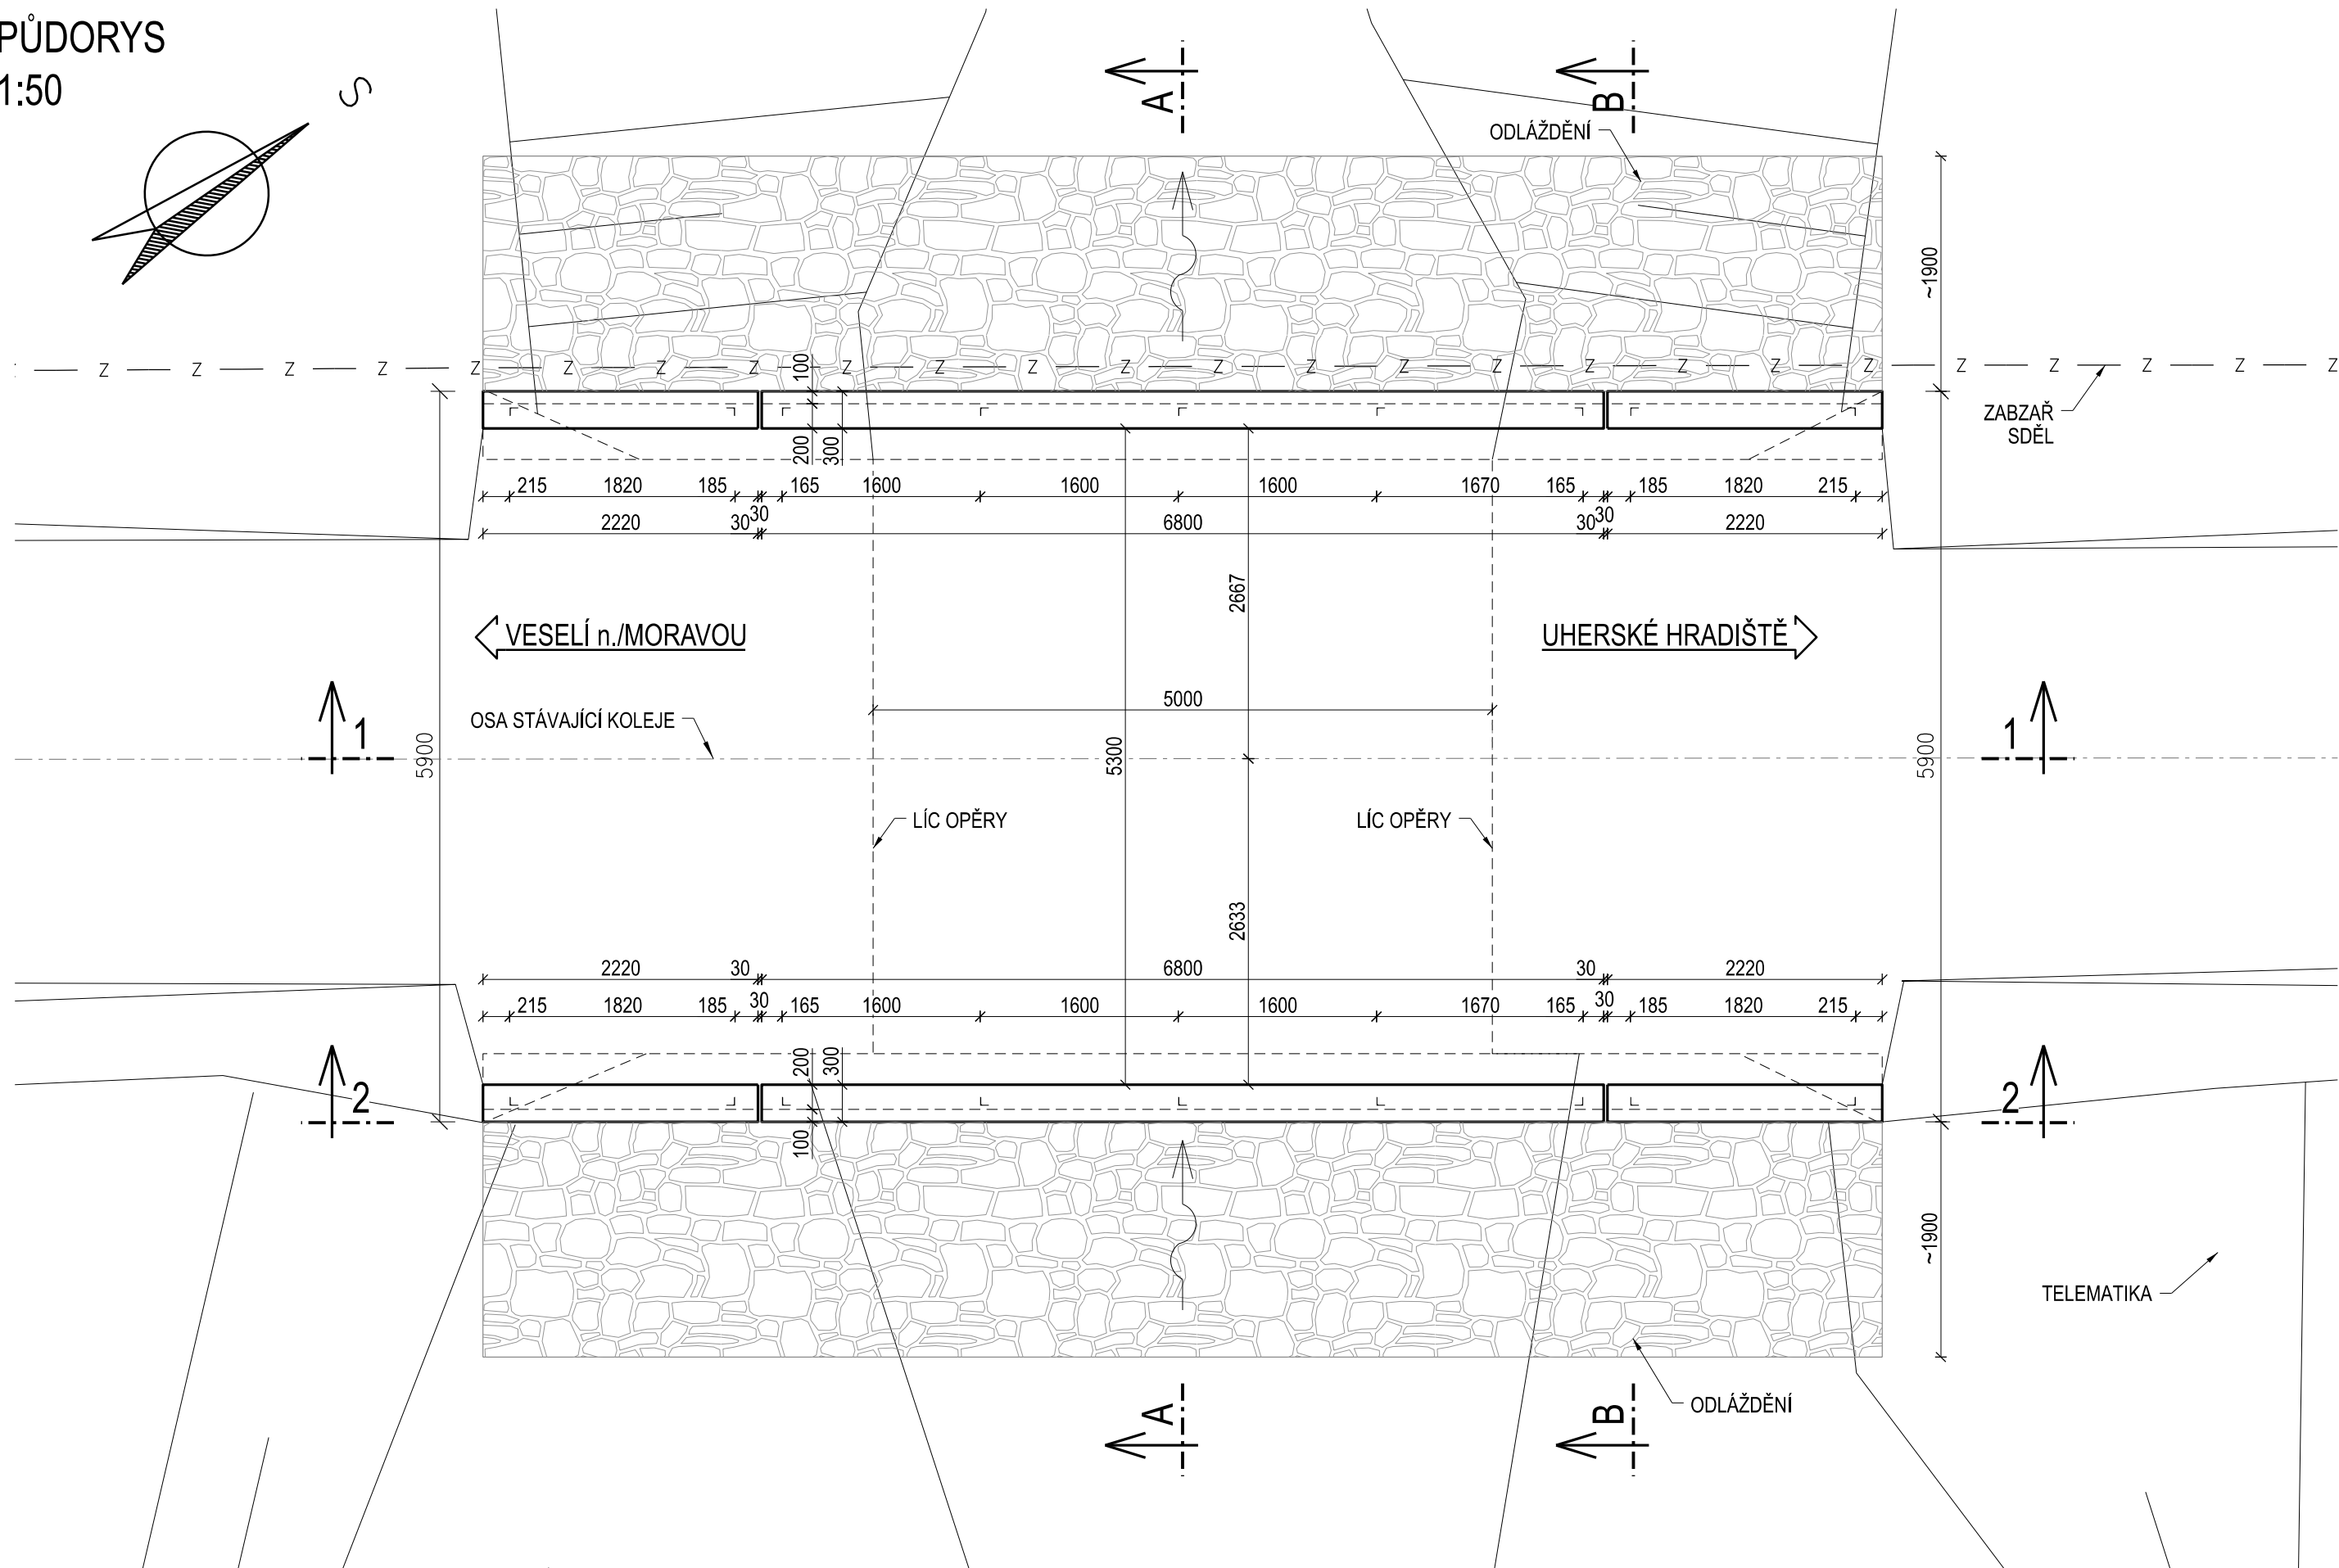 PŮDORYS
1:50
S
A
B
ODLÁŽDĚNÍ
~1900
Z Z Z Z Z Z Z Z Z Z Z Z Z Z Z Z Z Z Z Z Z Z Z Z Z
100
200
300
ZABZAŘ
SDĚL
215 1820 185 165 1600 1600 1600 1670 165 185 1820 215
2220 30 30 6800 30 30 2220
2667
VESELÍ n./MORAVOU
UHERSKÉ HRADIŠTĚ
5000
OSA STÁVAJÍCÍ KOLEJE
1
1
5900
5300
5900
LÍC OPĚRY
LÍC OPĚRY
2633
2220 30 6800 30 2220
215 1820 185 30 165 1600 1600 1600 1670 165 30 185 1820 215
200
300
100
2
2
~1900
TELEMATIKA
A
B
ODLÁŽDĚNÍ